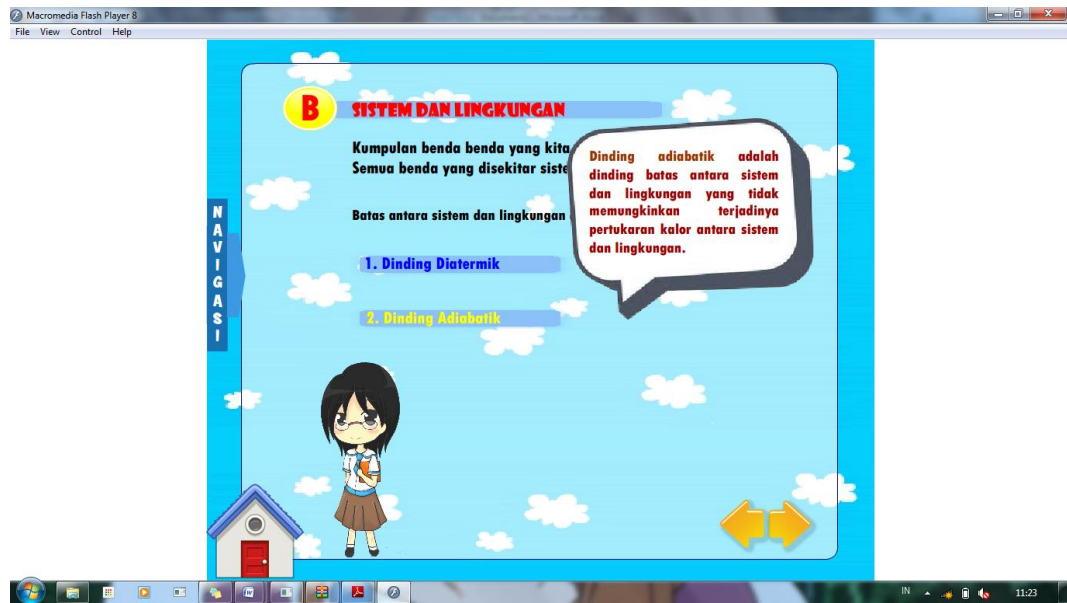 Macromedia Flash Player 8
File View Control Help
B
SISTEM DAN LINGKUNGAN
Kumpulan benda benda yang kita
Semua benda yang disekitar siste
Batas antara sistem dan lingkungan
1. Dinding Diatermik
2. Dinding Adiabatik
Dinding adiabatik adalah
dinding batas antara sistem
dan lingkungan yang tidak
memungkinkan terjadinya
pertukaran kalor antara sistem
dan lingkungan.
NAVIGASI
IN
11:23